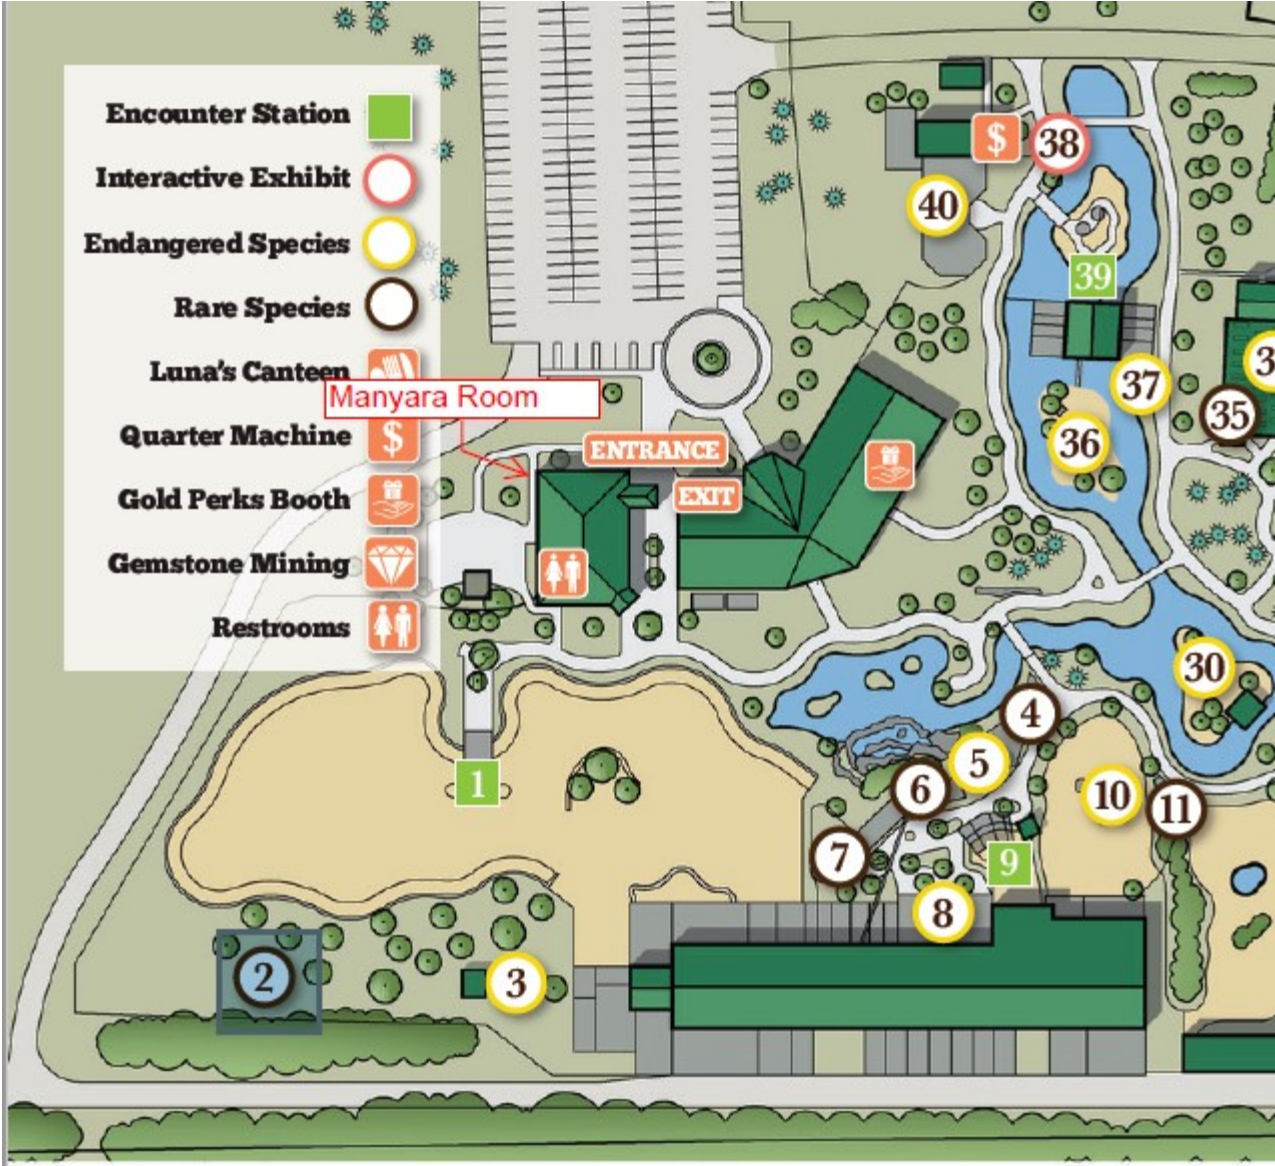 Encounter Station
Interactive Exhibit
Endangered Species
Rare Species
Luna's Canteen
Manyara Room
Quarter Machine
$
Gold Perks Booth
Gemstone Mining
Restrooms
ENTRANCE
EXIT
$
38
40
39
37
3
35
36
30
4
5
6
10
11
1
7
9
8
2
3